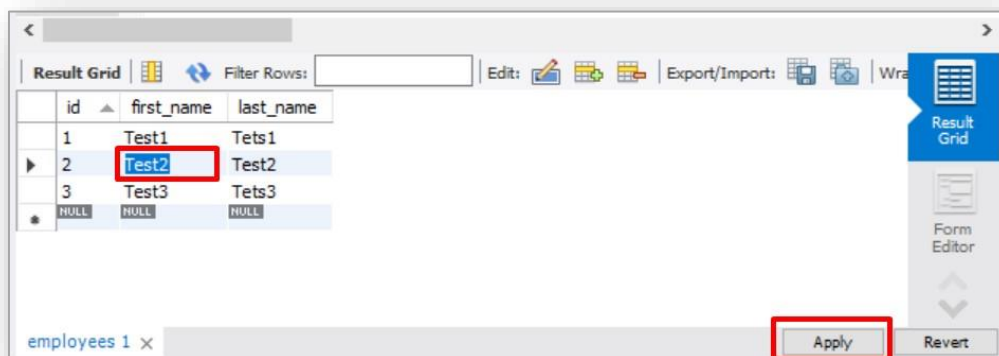 Result Grid Filter Rows: Edit: Export/Import: Wra
id first_name last_name
1 Test1 Tets1
2 Test2 Test2
3 Test3 Tets3
NULL NULL NULL
Result
Grid
Form
Editor
employees 1 Apply Revert